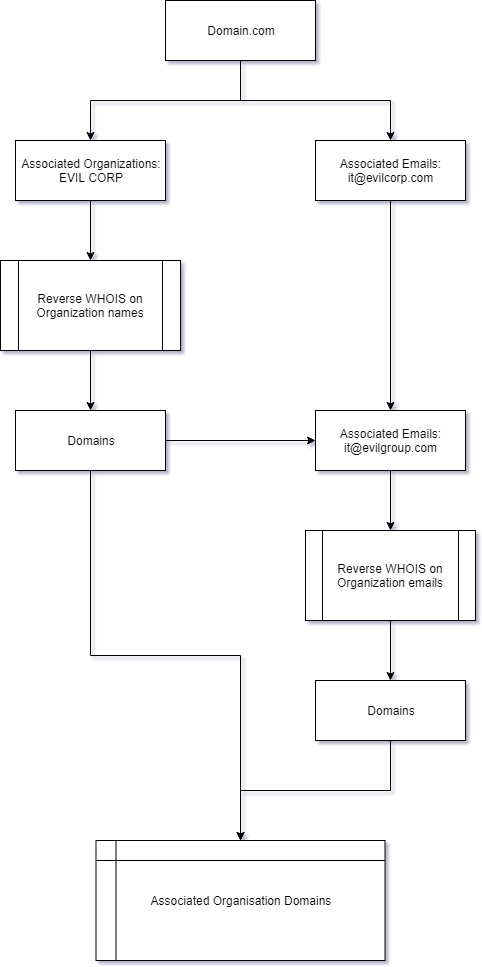 Domain.com
Associated Organizations:
EVIL CORP
Associated Emails:
it@evilcorp.com
Reverse WHOIS on
Organization names
Domains
Associated Emails:
it@evilgroup.com
Reverse WHOIS on
Organization emails
Domains
Associated Organisation Domains